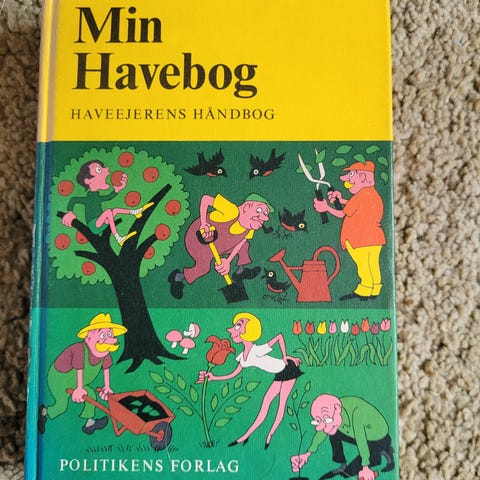 Min
Havebog
HAVEEJERENS HÅNDBOG
POLITIKENS FORLAG